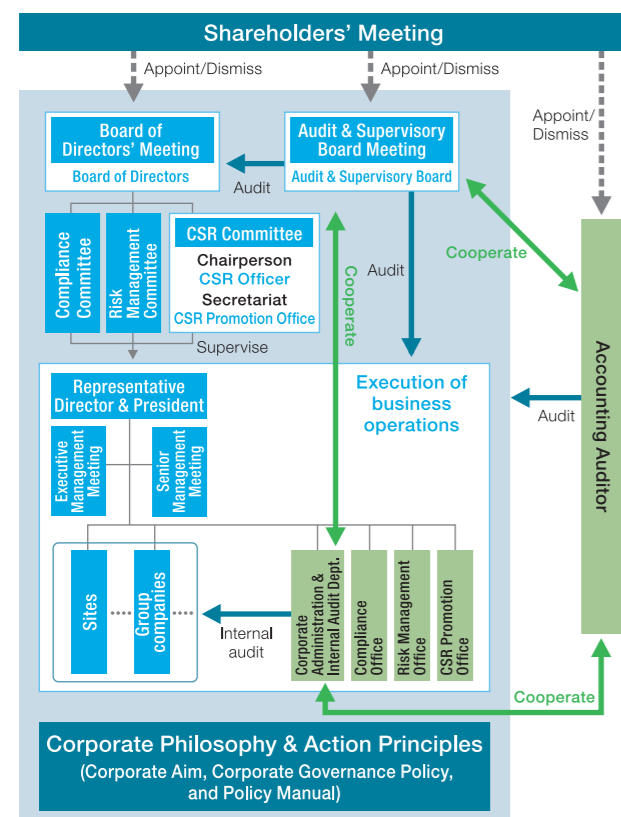 Shareholders' Meeting
Appoint/Dismiss
Appoint/Dismiss
Appoint/
Dismiss
Board of
Directors' Meeting
Board of Directors
Audit
Audit & Supervisory
Board Meeting
Audit & Supervisory Board
Compliance
Committee
Risk
Management
Committee
CSR Committee
Chairperson
CSR Officer
Secretariat
CSR Promotion Office
Supervise
Cooperate
Audit
Cooperate
Accounting Auditor
Audit
Representative
Director & President
Execution of
business
operations
Executive
Management
Meeting
Senior
Management
Meeting
Sites
Group
companies
Internal
audit
Corporate
Administration &
Internal Audit Dept.
Compliance
Office
Risk Management
Office
CSR Promotion
Office
Cooperate
Corporate Philosophy & Action Principles
(Corporate Aim, Corporate Governance Policy,
and Policy Manual)